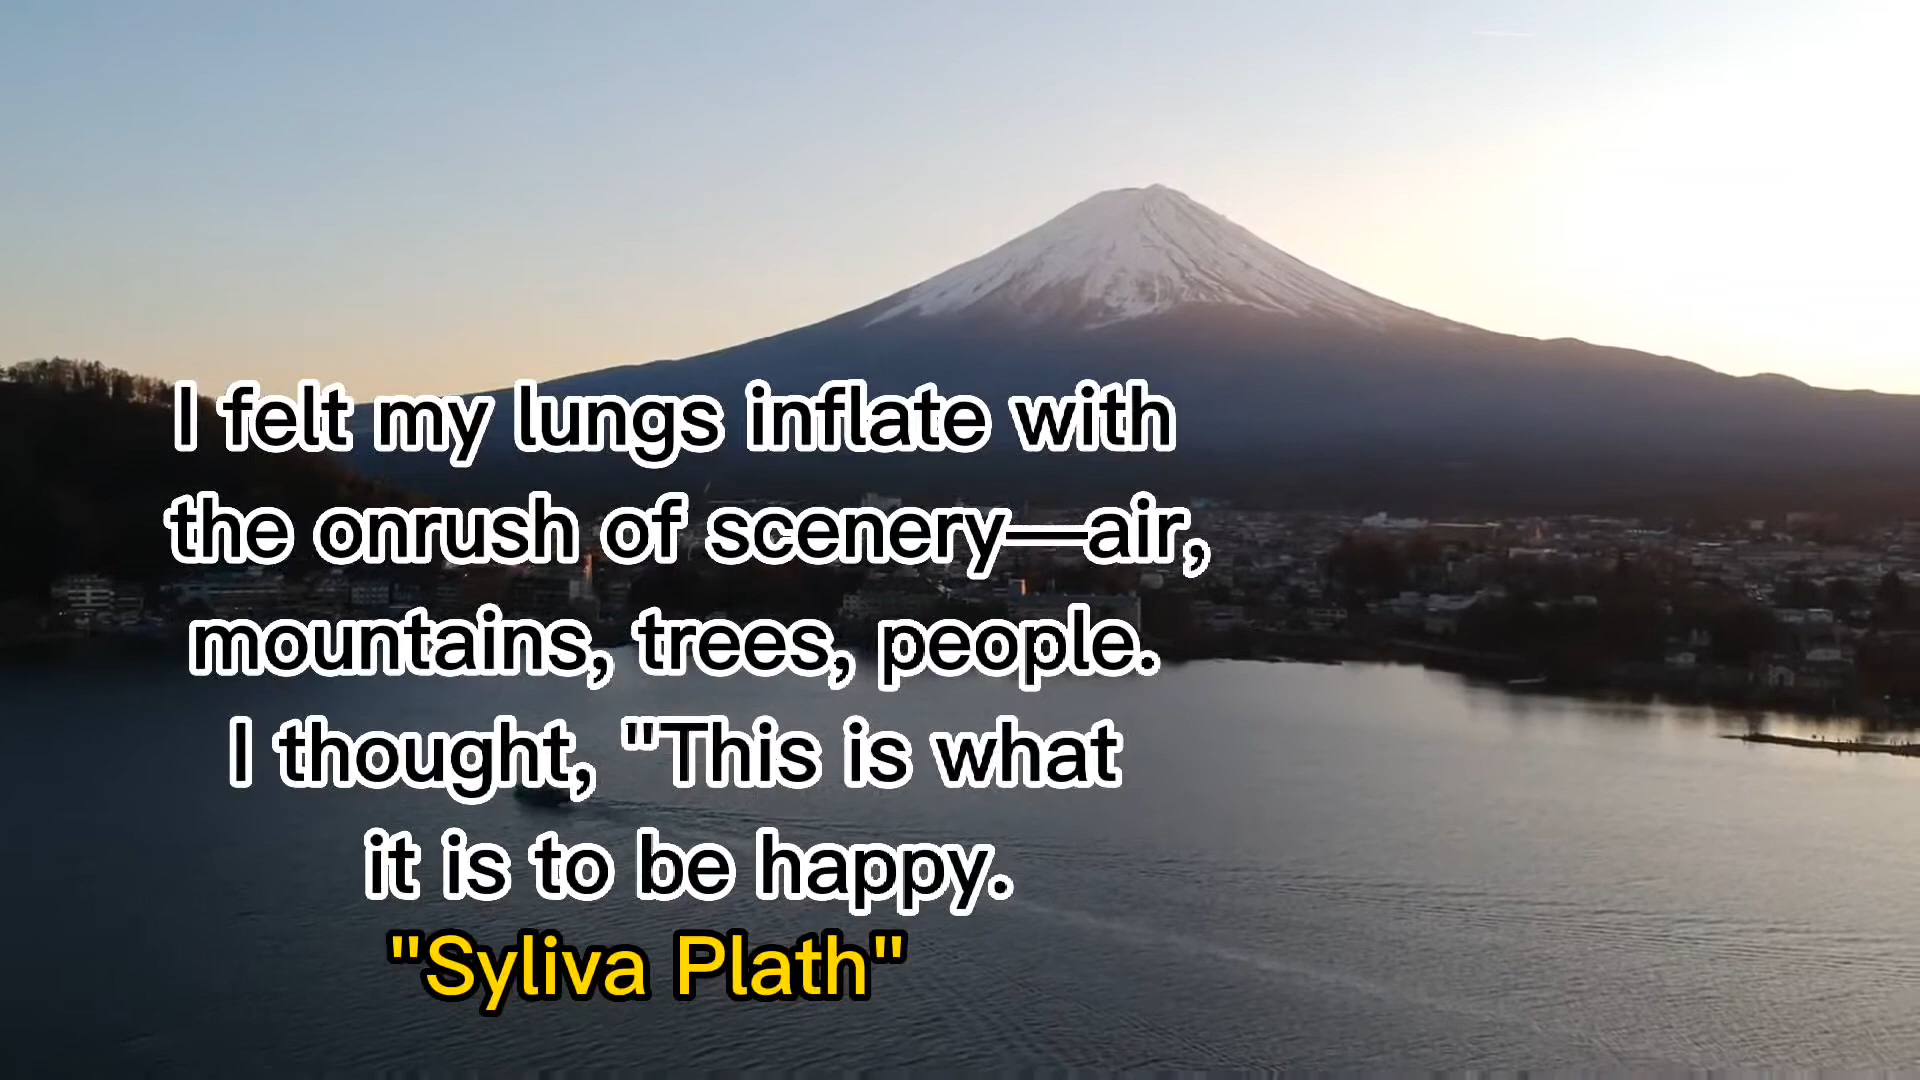 I felt my lungs inflate with
the onrush of scenery—air,
mountains, trees, people.
I thought, "This is what
it is to be happy.
"Syliva Plath"